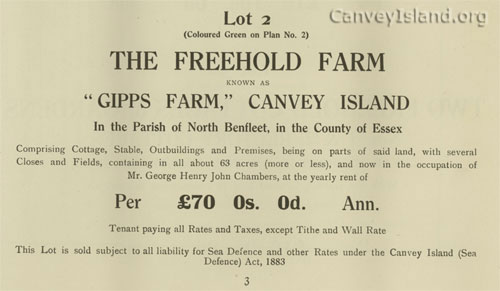 CanveyIsland.org
Lot 2
(Coloured Green on Plan No. 2)
THE FREEHOLD FARM
KNOWN AS
"GIPPS FARM," CANVEY ISLAND
In the Parish of North Benfleet, in the County of Essex
Comprising Cottage, Stable, Outbuildings and Premises, being on parts of said land, with several
Closes and Fields, containing in all about 63 acres (more or less), and now in the occupation of
Mr. George Henry John Chambers, at the yearly rent of
Per £70 0s. 0d. Ann.
Tenant paying all Rates and Taxes, except Tithe and Wall Rate
This Lot is sold subject to all liability for Sea Defence and other Rates under the Canvey Island (Sea
Defence) Act, 1883
3